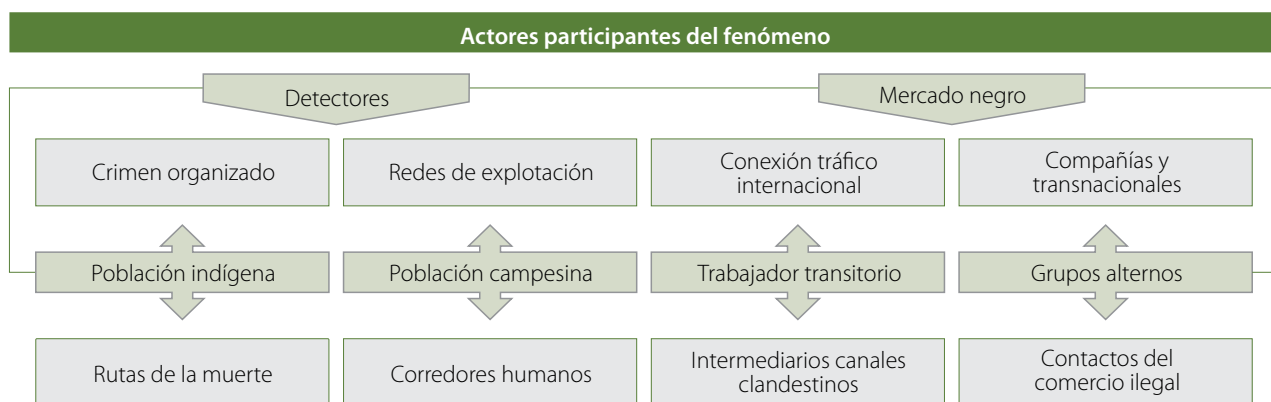 Actores participantes del fenómeno
Detectores
Mercado negro
Crimen organizado
Redes de explotación
Conexión tráfico
internacional
Compañías y
transnacionales
Población indígena
Población campesina
Trabajador transitorio
Grupos alternos
Rutas de la muerte
Corredores humanos
Intermediarios canales
clandestinos
Contactos del
comercio ilegal